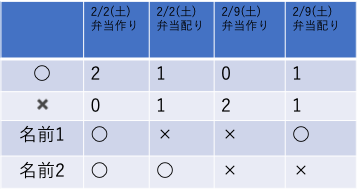 2/2(土) 2/2(土) 2/9(土) 2/9(土)
弁当作り 弁当配り 弁当作り 弁当配り
○ 2 1 0 1
× 0 1 2 1
名前1 ○ × × ○
名前2 ○ ○ × ×